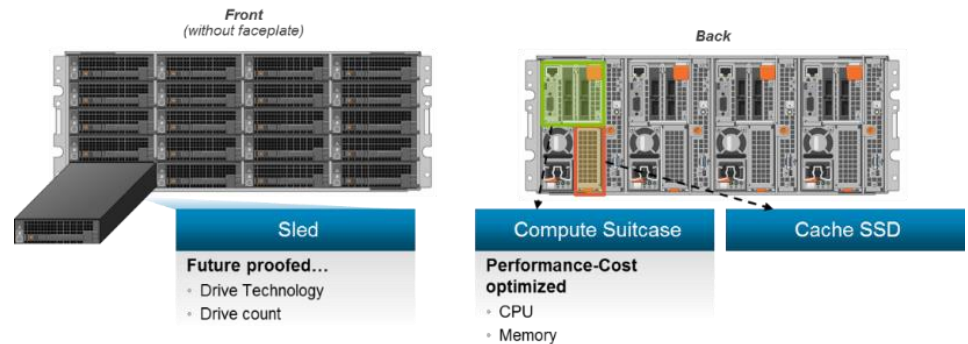 Front
(without faceplate)
Back
Sled
Future proofed…
◦ Drive Technology
◦ Drive count
Compute Suitcase
Performance-Cost
optimized
◦ CPU
◦ Memory
Cache SSD